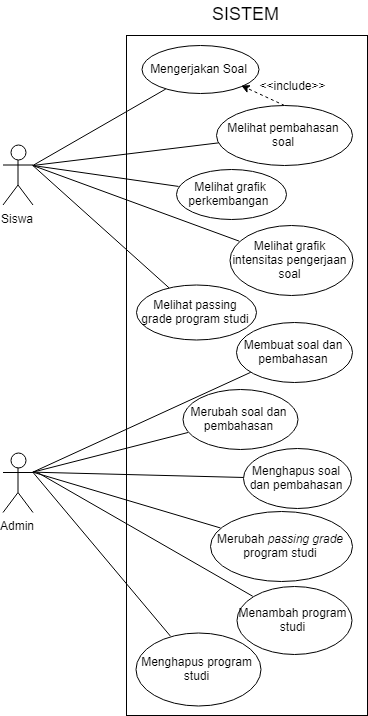 SISTEM
Mengerjakan Soal
<<include>>
Melihat pembahasan
soal
Siswa
Melihat grafik
perkembangan
Melihat grafik
intensitas pengerjaan
soal
Melihat passing
grade program studi
Membuat soal dan
pembahasan
Merubah soal dan
pembahasan
Menghapus soal
dan pembahasan
Admin
Merubah passing grade
program studi
Menambah program
studi
Menghapus program
studi